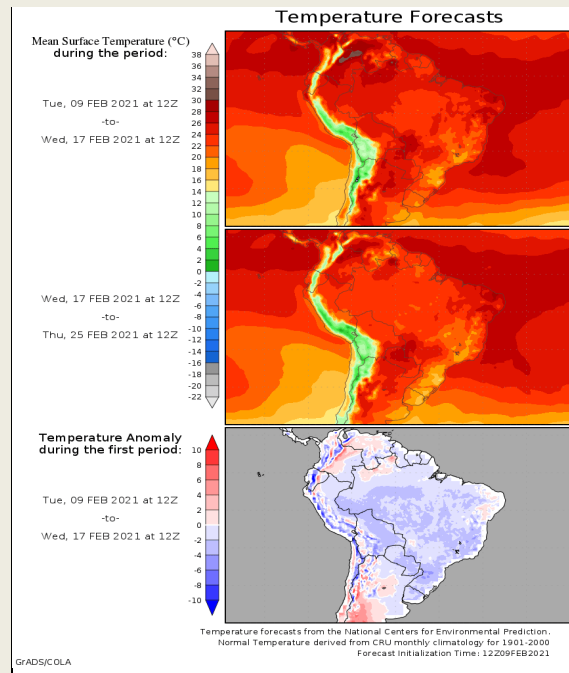 Temperature Forecasts
Mean Surface Temperature (°C)
during the period:
Tue, 09 FEB 2021 at 12Z
-to-
Wed, 17 FEB 2021 at 12Z
38
36
34
32
30
28
26
24
22
20
18
16
14
12
10
8
6
4
2
0
-2
-4
-6
-8
-10
-12
-14
-16
-18
-20
-22
Wed, 17 FEB 2021 at 12Z
-to-
Thu, 25 FEB 2021 at 12Z
Temperature Anomaly
during the first period:
Tue, 09 FEB 2021 at 12Z
-to-
Wed, 17 FEB 2021 at 12Z
10
8
6
4
2
0
-2
-4
-6
-8
-10
Temperature forecasts from the National Centers for Environmental Prediction.
Normal Temperature derived from CRU monthly climatology for 1901-2000
Forecast Initialization Time: 12Z09FEB2021
GrADS/COLA